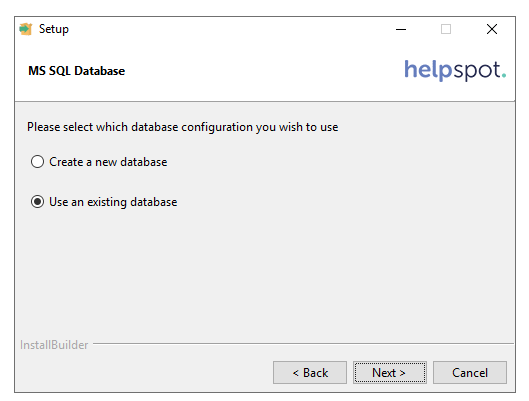 Setup
MS SQL Database
helpspot.
Please select which database configuration you wish to use
Create a new database
Use an existing database
InstallBuilder
< Back
Next >
Cancel